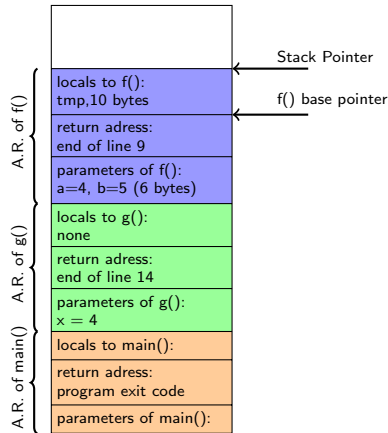 Stack Pointer
locals to f():
tmp,10 bytes
f() base pointer
return adress:
end of line 9
parameters of f():
a=4, b=5 (6 bytes)
A.R. of f()
locals to g():
none
return adress:
end of line 14
parameters of g():
x = 4
A.R. of g()
locals to main():
return adress:
program exit code
parameters of main():
A.R. of main()